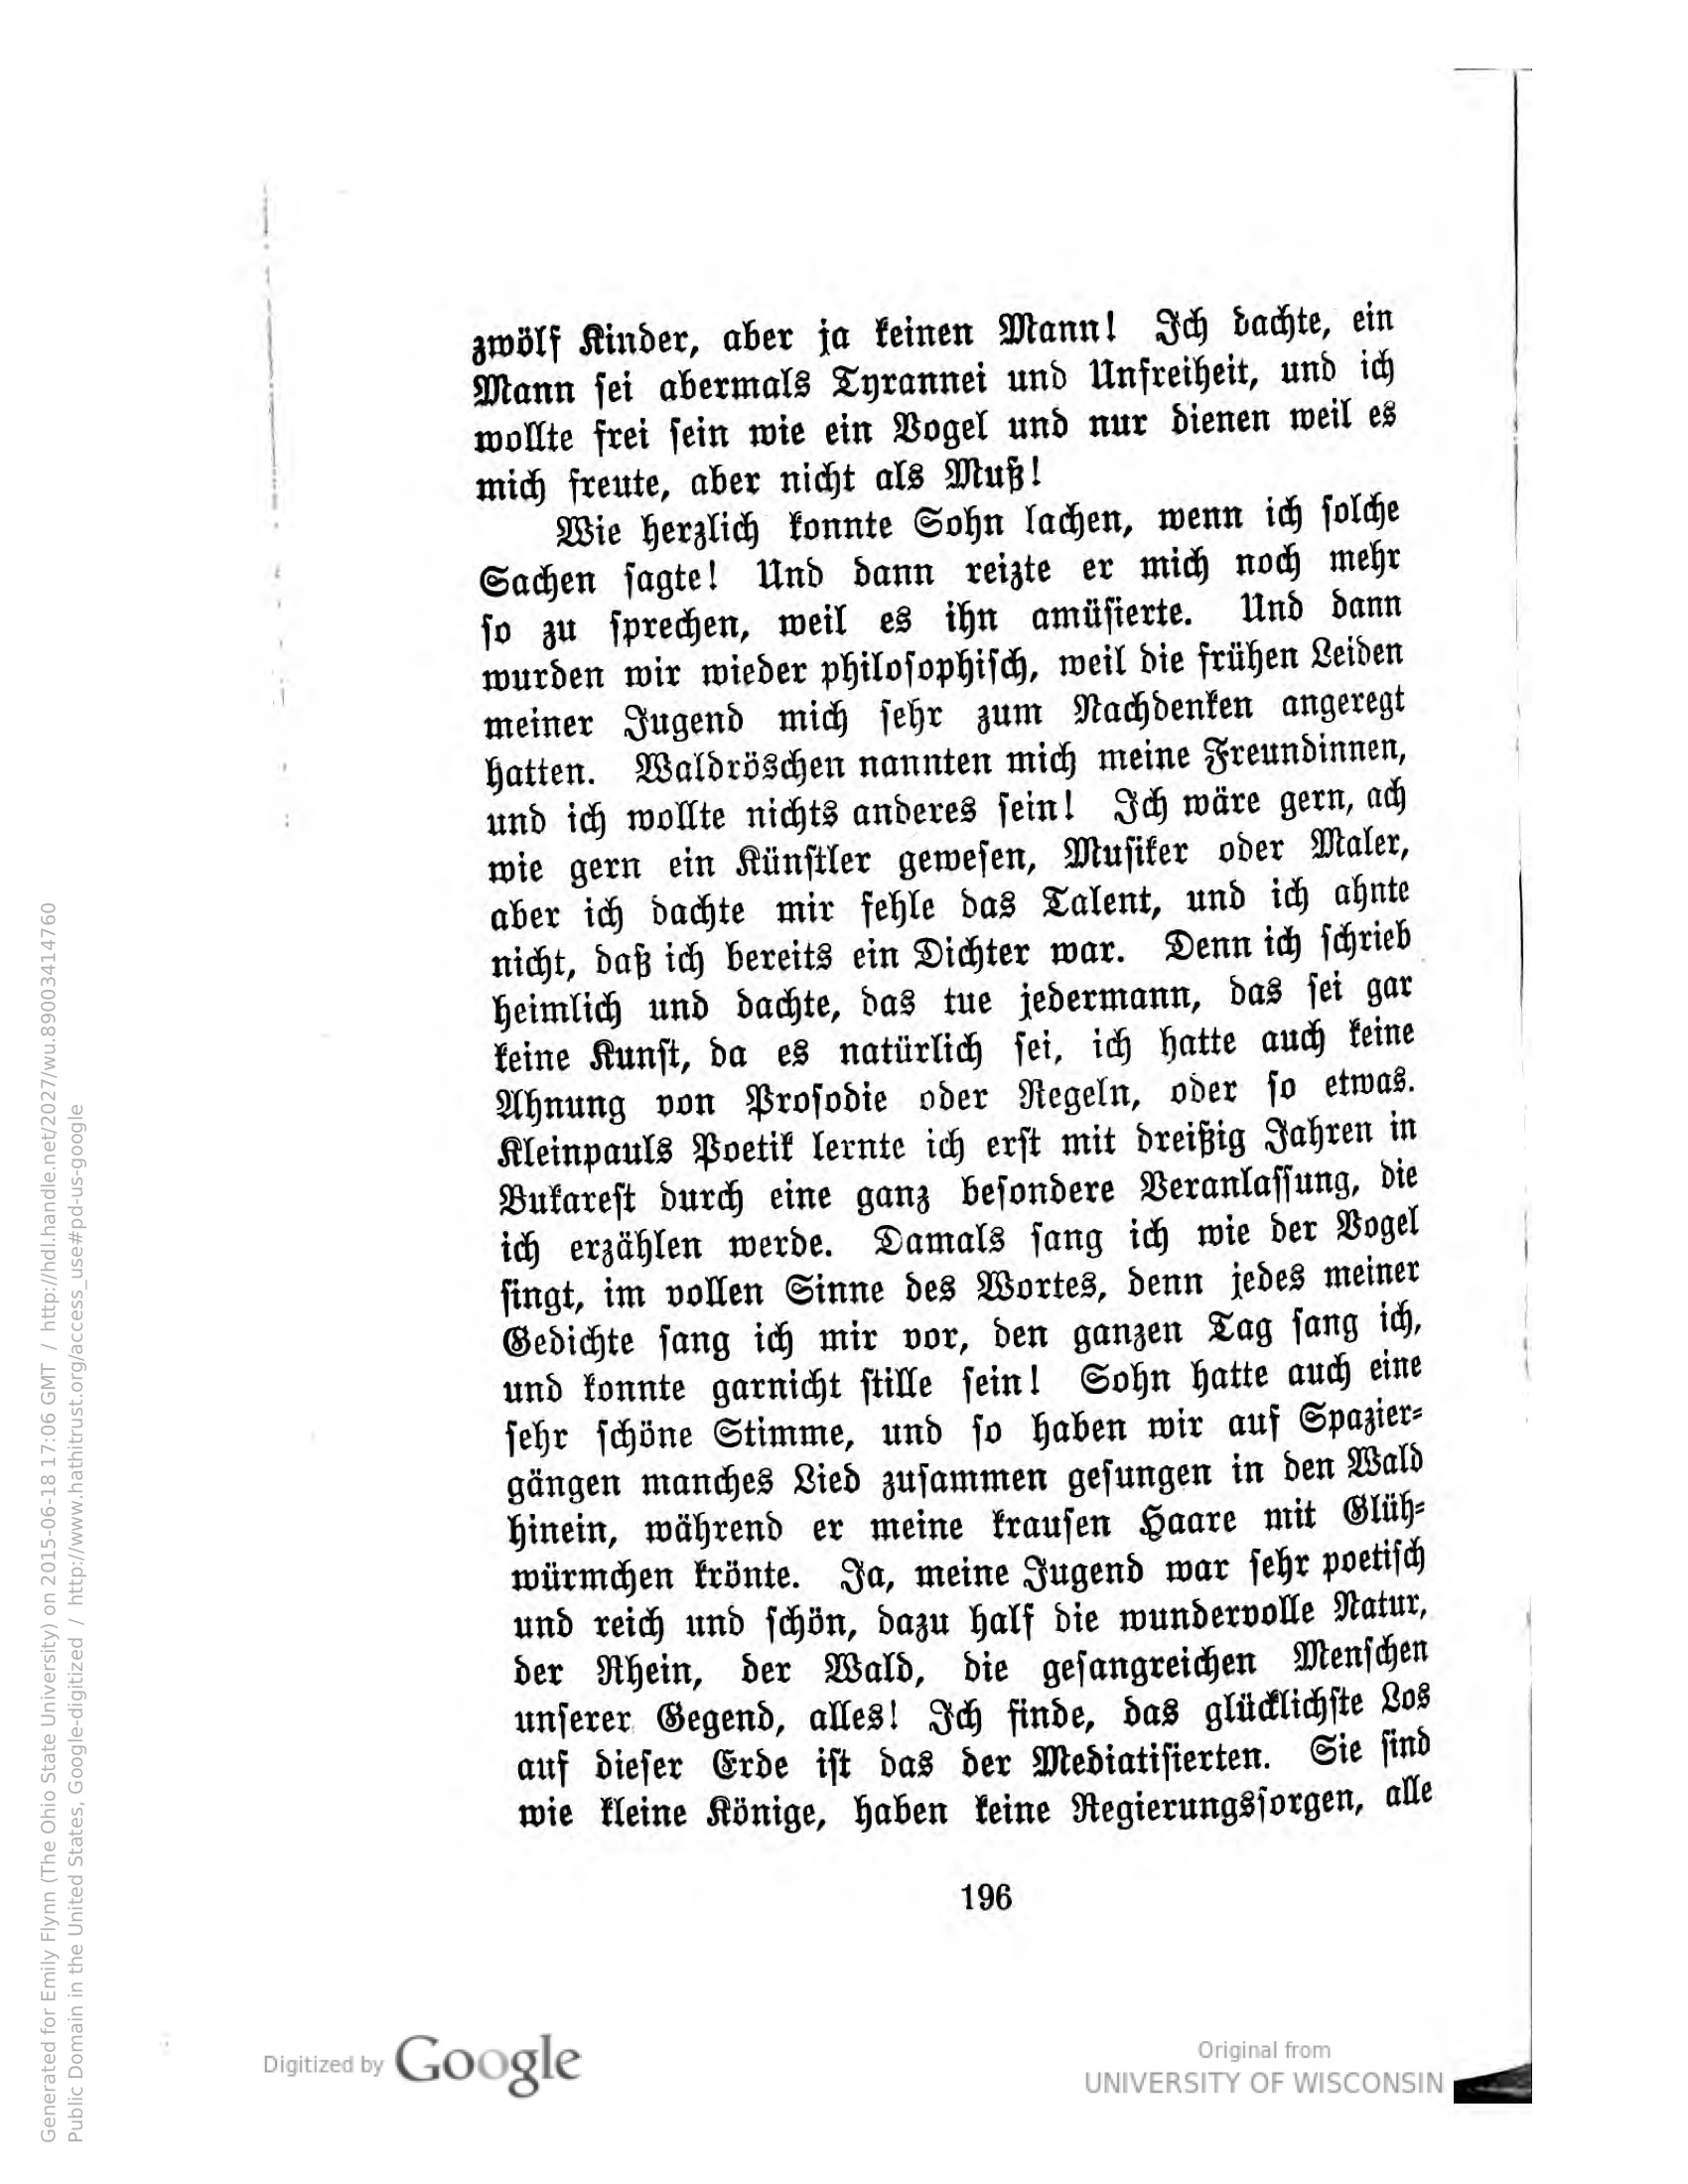 zwölf Kinder, aber ja keinen Mann! Ich dachte, ein
Mann sei abermals Tyrannei und Unfreiheit, und ich
wollte frei sein wie ein Vogel und nur dienen weil es
mich freute, aber nicht als Muß!
Wie herzlich konnte Sohn lachen, wenn ich solche
Sachen sagte! Und dann reizte er mich noch mehr
so zu sprechen, weil es ihn amüsierte. Und dann
wurden wir wieder philosophisch, weil die frühen Leiden
meiner Jugend mich sehr zum Nachdenken angeregt
hatten. Waldröschen nannten mich meine Freundinnen,
und ich wollte nichts anderes sein! Ich wäre gern, ach
wie gern ein Künstler gewesen, Musiker oder Maler,
aber ich dachte mir fehle das Talent, und ich ahnte
nicht, daß ich bereits ein Dichter war. Denn ich schrieb
heimlich und dachte, das tue jedermann, das sei gar
keine Kunst, da es natürlich sei, ich hatte auch keine
Ahnung von Prosodie oder Regeln, oder so etwas.
Kleinpauls Poetik lernte ich erst mit dreißig Jahren in
Bukarest durch eine ganz besondere Veranlassung, die
ich erzählen werde. Damals sang ich wie der Vogel
singt, im vollen Sinne des Wortes, denn jedes meiner
Gedichte sang ich mir vor, den ganzen Tag sang ich,
und konnte garnicht stille sein! Sohn hatte auch eine
sehr schöne Stimme, und so haben wir auf Spazier-
gängen manches Lied zusammen gesungen in den Wald
hinein, während er meine krausen Haare mit Glüh-
würmchen krönte. Ja, meine Jugend war sehr poetisch
und reich und schön, dazu half die wundervolle Natur,
der Rhein, der Wald, die gesangreichen Menschen
unserer Gegend, alles! Ich finde, das glücklichste Los
auf dieser Erde ist das der Mediatisierten. Sie sind
wie kleine Könige, haben keine Regierungssorgen, alle
196
Digitized by Google
Original from
UNIVERSITY OF WISCONSIN
Generated for Emily Flynn (The Ohio State University) on 2015-06-18 17:06 GMT / http://hdl.handle.net/2027/wu.89003414760
Public Domain in the United States, Google-digitized / http://www.hathitrust.org/access_use#pd-us-google